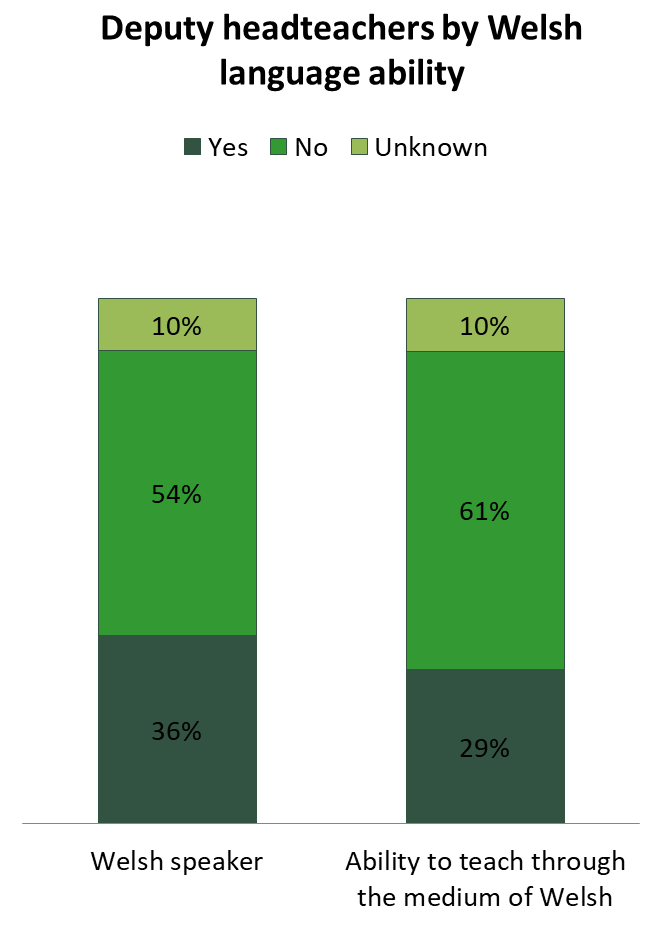 Deputy headteachers by Welsh
language ability
Yes No Unknown
10% 10%
54% 61%
36% 29%
Welsh speaker Ability to teach through
the medium of Welsh